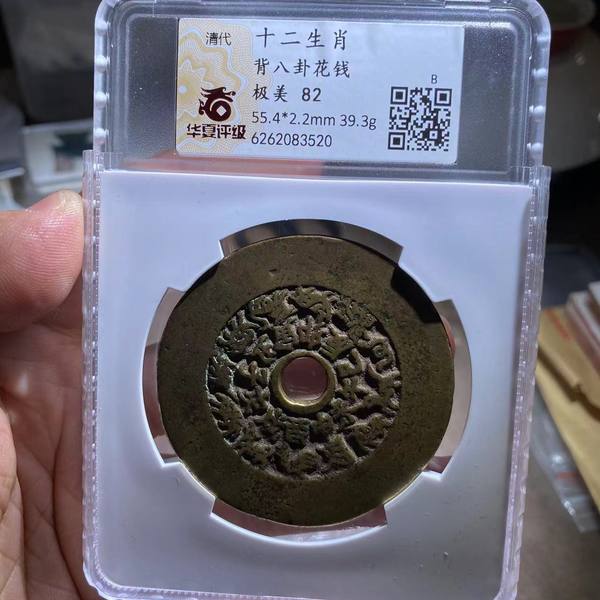 清代
十二生肖
背八卦花钱
极美 82
55.4*2.2mm 39.3g
6262083520
华夏评级
B